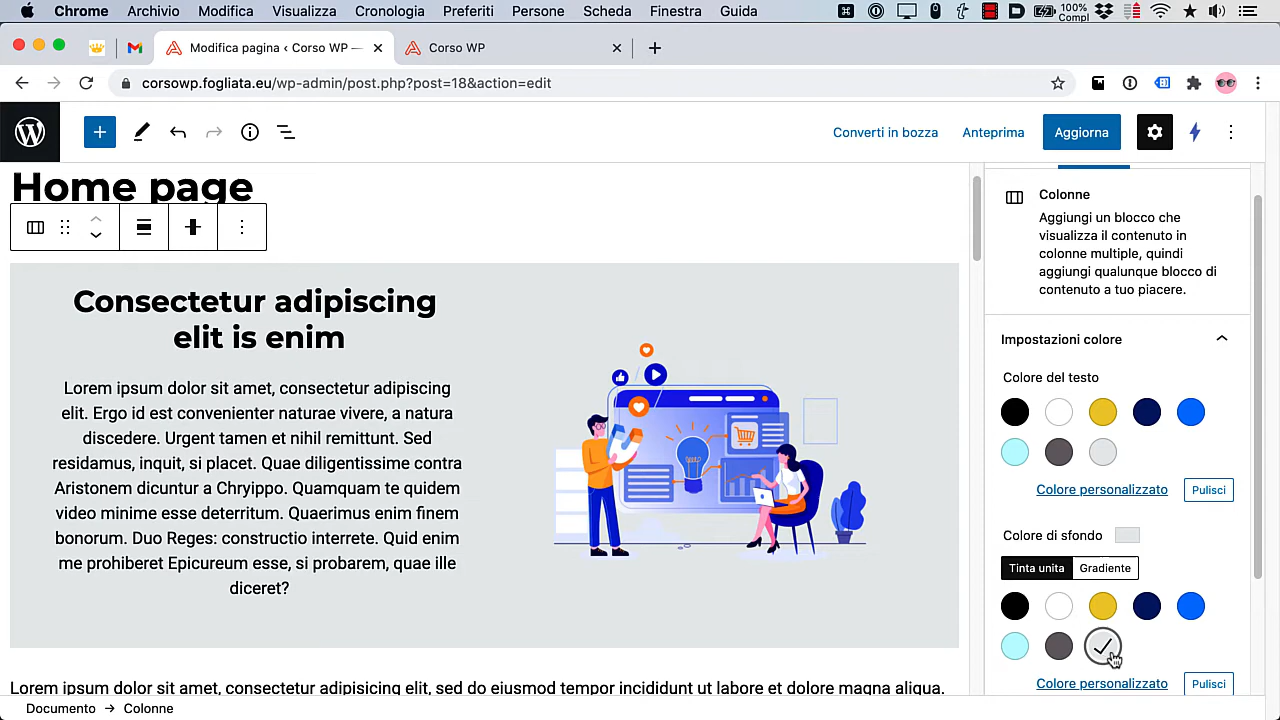 Chrome Archivio Modifica Visualizza Cronologia Preferiti Persone Scheda Finestra Guida 100% Compl
Modifica pagina ‹ Corso WP —
Corso WP
corsowp.fogliata.eu/wp-admin/post.php?post=18&action=edit
Converti in bozza Anteprima Aggiorna
Home page
Consectetur adipiscing
elit is enim
Lorem ipsum dolor sit amet, consectetur adipiscing
elit. Ergo id est convenienter naturae vivere, a natura
discedere. Urgent tamen et nihil remittunt. Sed
residamus, inquit, si placet. Quae diligentissime contra
Aristonem dicuntur a Chryippo. Quamquam te quidem
video minime esse deterritum. Quaerimus enim finem
bonorum. Duo Reges: constructio interrete. Quid enim
me prohiberet Epicureum esse, si probarem, quae ille
diceret?
Lorem ipsum dolor sit amet, consectetur adipiscing elit, sed do eiusmod tempor incididunt ut labore et dolore magna aliqua.
Colonne
Aggiungi un blocco che
visualizza il contenuto in
colonne multiple, quindi
aggiungi qualunque blocco di
contenuto a tuo piacere.
Impostazioni colore
Colore del testo
Colore personalizzato Pulisci
Colore di sfondo
Tinta unita Gradiente
Colore personalizzato Pulisci
Documento → Colonne